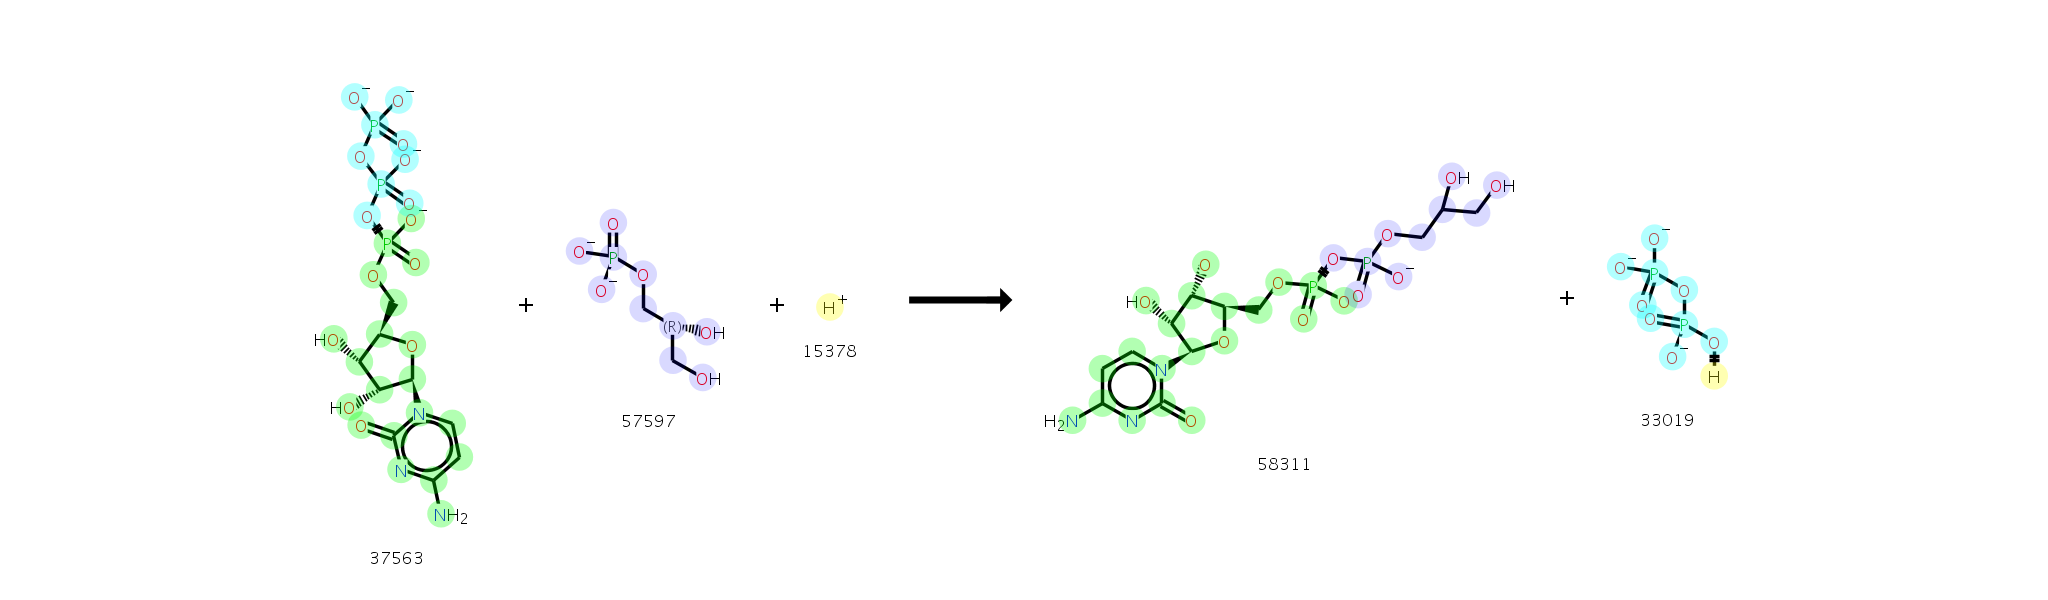 O⁻ O⁻
P
O O O⁻
P
O O O⁻
P
O O
HO O
HO
O N
N
NH₂
37563
+
O
O⁻ P
O⁻ O
(R) OH
OH
57597
+
H⁺
15378
OH OH
O
O O P O⁻
O P O O
HO O O
N
H₂N N O
58311
+
O⁻
O⁻ P O
O O P O
O⁻ H
33019